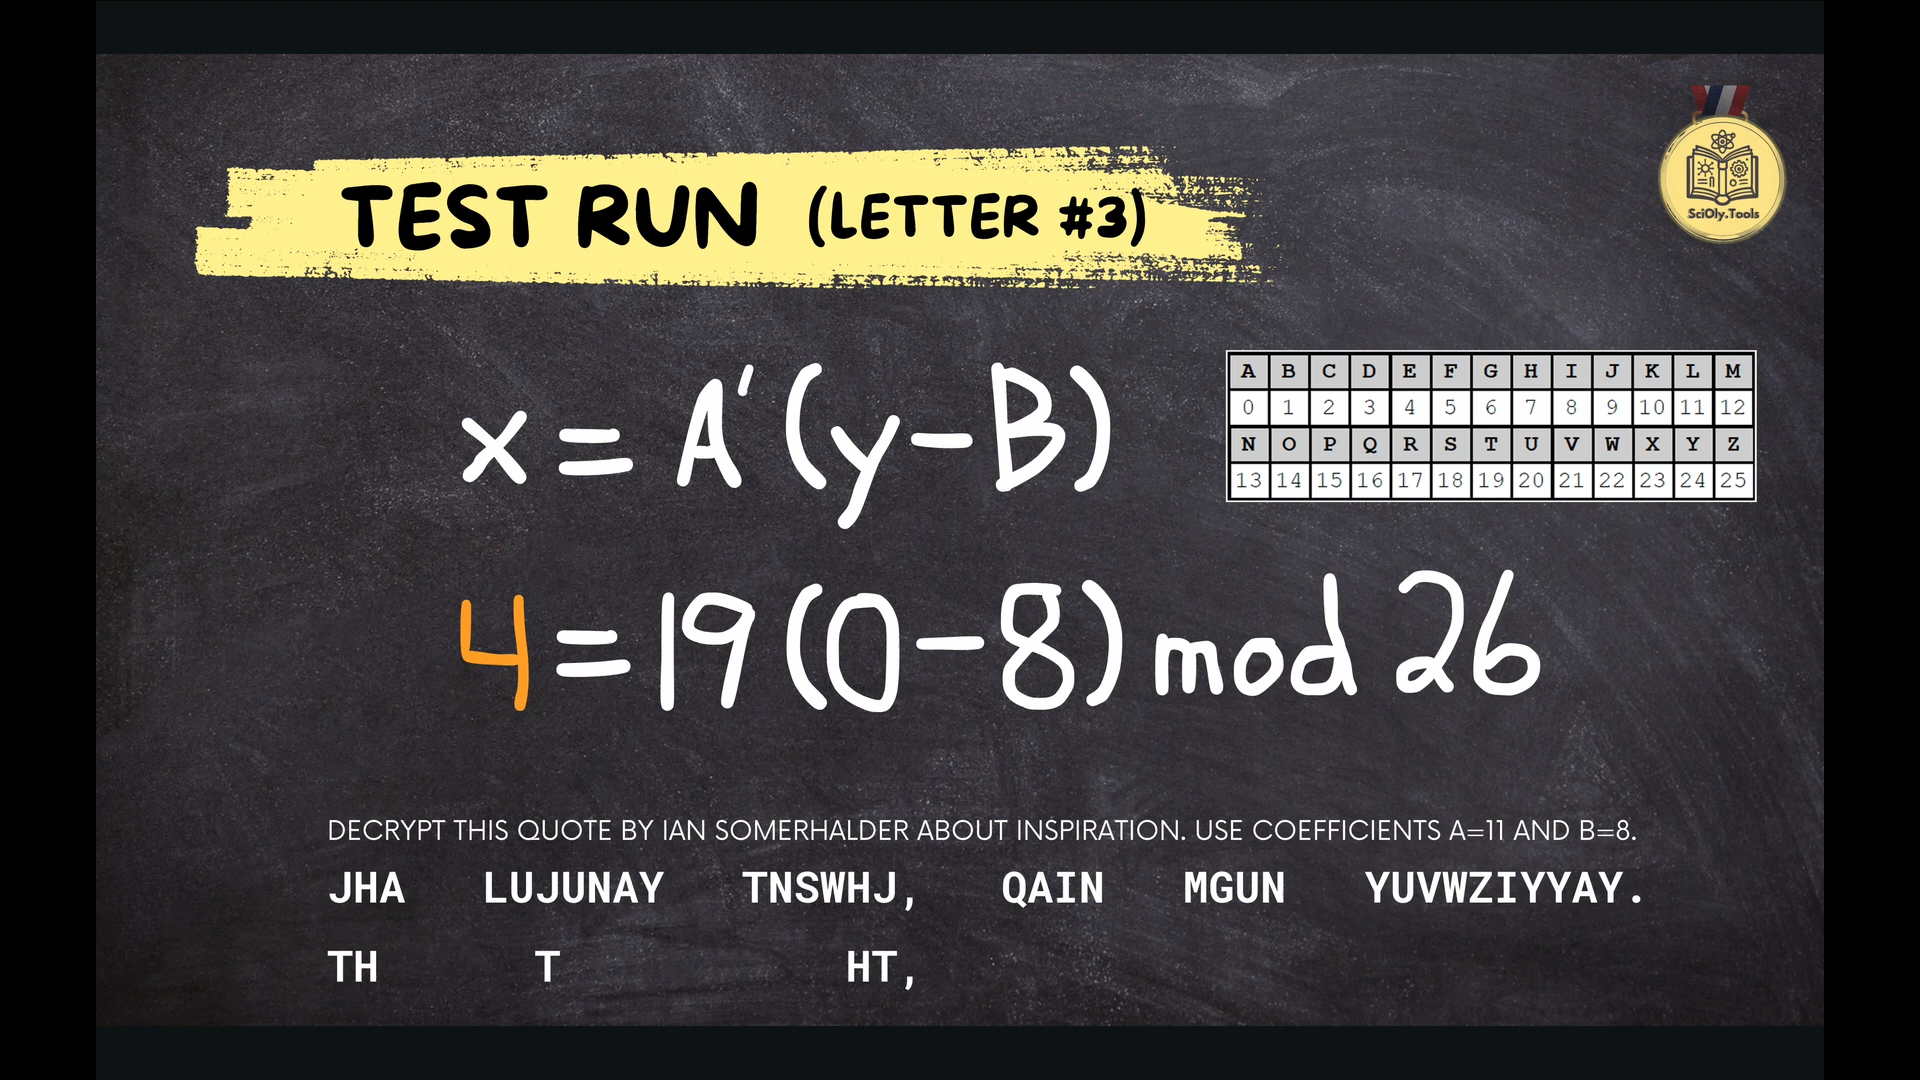 TEST RUN (LETTER #3)
SciOly.Tools
x = A'(y-B)
A B C D E F G H I J K L M
0 1 2 3 4 5 6 7 8 9 10 11 12
N O P Q R S T U V W X Y Z
13 14 15 16 17 18 19 20 21 22 23 24 25
4 = 19(0-8) mod 26
DECRYPT THIS QUOTE BY IAN SOMERHALDER ABOUT INSPIRATION. USE COEFFICIENTS A=11 AND B=8.
JHA LUJUNAY TNSWHJ, QAIN MGUN YUVWZIYYAY.
TH T HT,